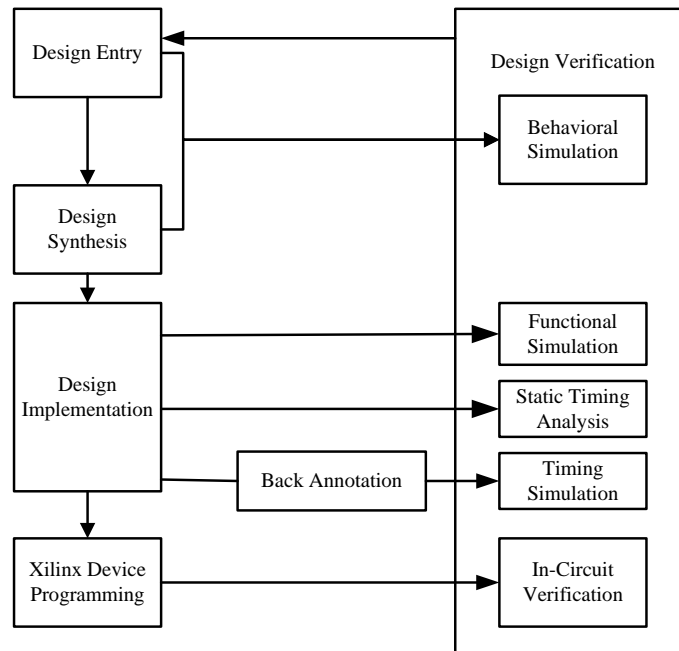 Design Entry
Design Verification
Behavioral
Simulation
Design
Synthesis
Functional
Simulation
Design
Implementation
Static Timing
Analysis
Back Annotation
Timing
Simulation
Xilinx Device
Programming
In-Circuit
Verification